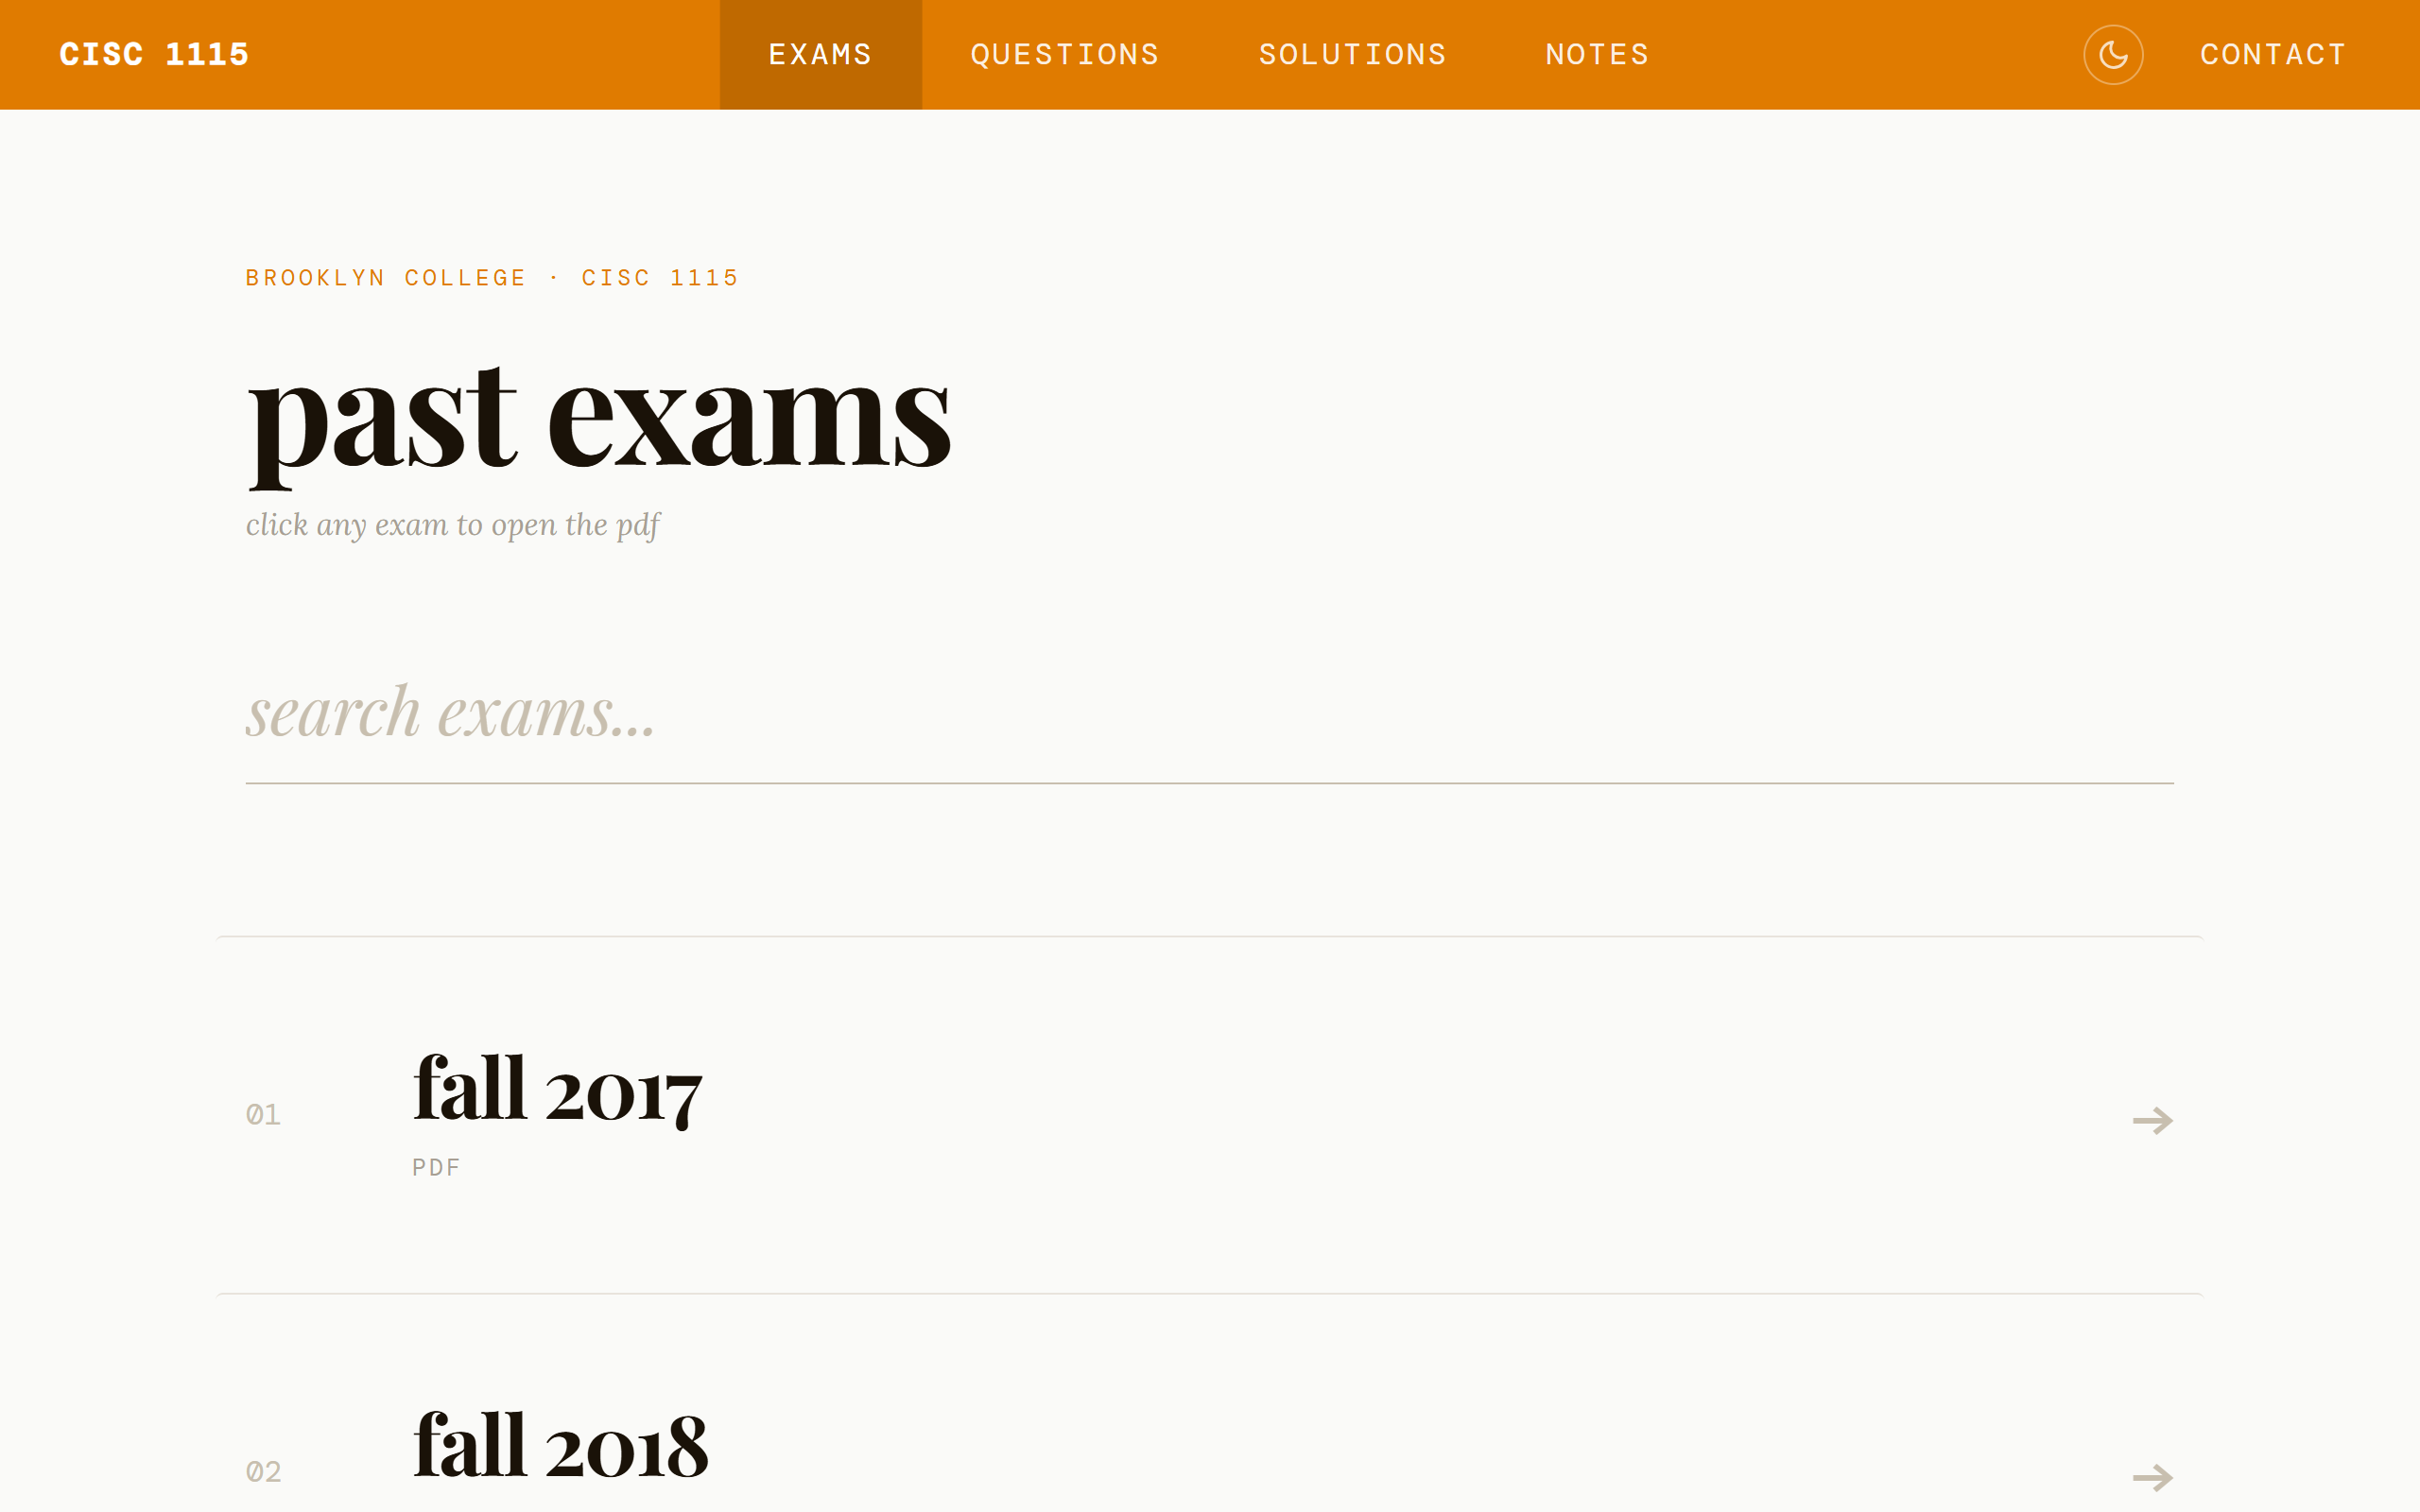 CISC 1115 EXAMS QUESTIONS SOLUTIONS NOTES CONTACT
BROOKLYN COLLEGE · CISC 1115
past exams
click any exam to open the pdf
search exams...
01 fall 2017
PDF
02 fall 2018